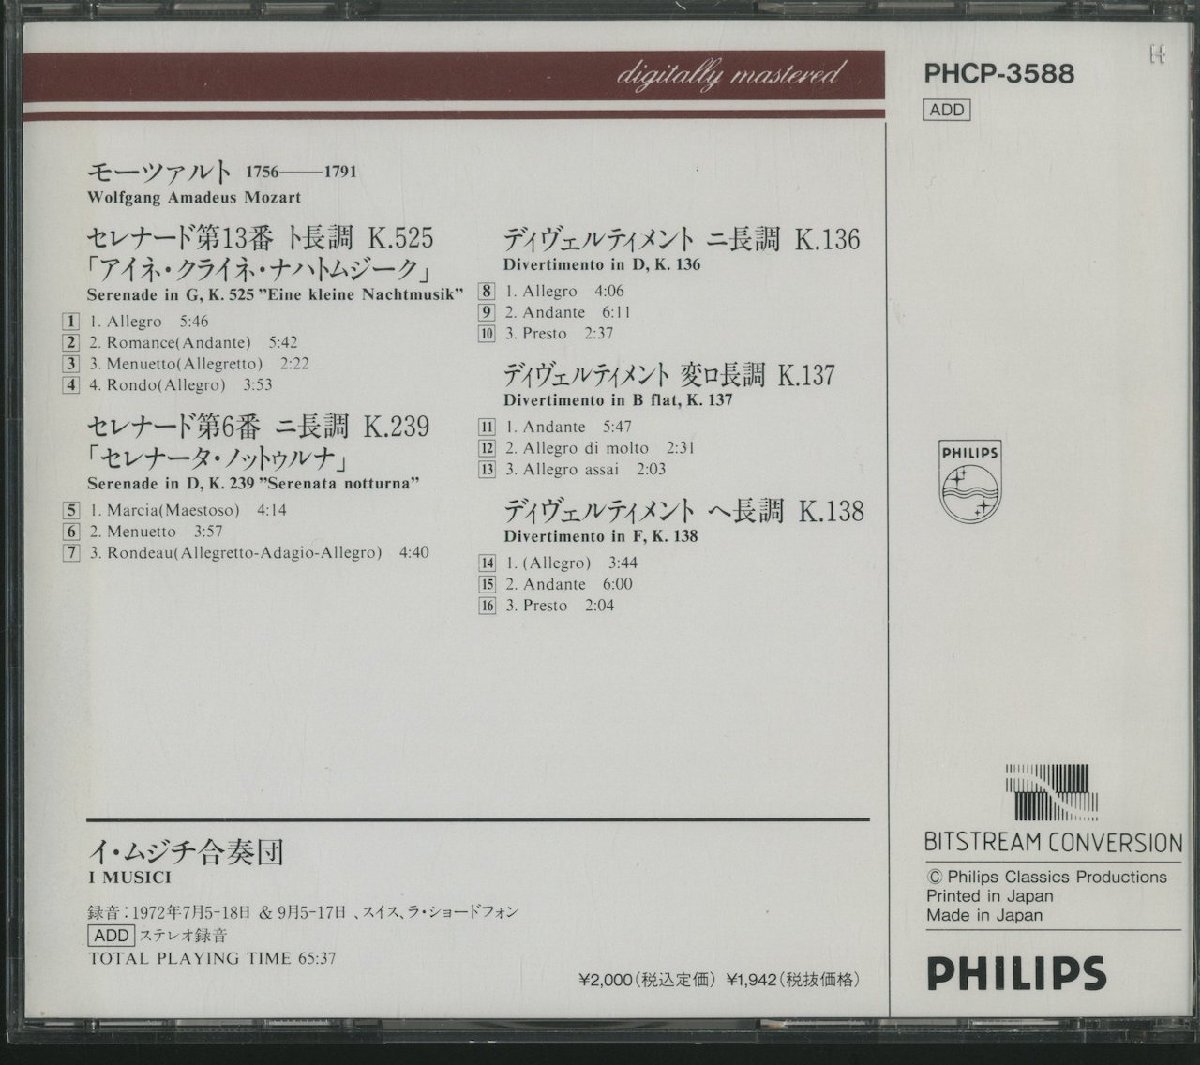 digitally mastered
モーツァルト 1756——1791
Wolfgang Amadeus Mozart
セレナード第13番 ト長調 K.525
「アイネ・クライネ・ナハトムジーク」
Serenade in G, K. 525 "Eine kleine Nachtmusik"
1 1. Allegro 5:46
2 2. Romance(Andante) 5:42
3 3. Menuetto(Allegretto) 2:22
4 4. Rondo(Allegro) 3:53
セレナード第6番 ニ長調 K.239
「セレナータ・ノットゥルナ」
Serenade in D, K. 239 "Serenata notturna"
5 1. Marcia(Maestoso) 4:14
6 2. Menuetto 3:57
7 3. Rondeau(Allegretto-Adagio-Allegro) 4:40
ディヴェルティメント ニ長調 K.136
Divertimento in D, K. 136
8 1. Allegro 4:06
9 2. Andante 6:11
10 3. Presto 2:37
ディヴェルティメント 変ロ長調 K.137
Divertimento in B flat, K. 137
11 1. Andante 5:47
12 2. Allegro di molto 2:31
13 3. Allegro assai 2:03
ディヴェルティメント ヘ長調 K.138
Divertimento in F, K. 138
14 1. (Allegro) 3:44
15 2. Andante 6:00
16 3. Presto 2:04
イ・ムジチ合奏団
I MUSICI
録音:1972年7月5-18日 & 9月5-17日、スイス、ラ・ショードフォン
ADD ステレオ録音
TOTAL PLAYING TIME 65:37
¥2,000(税込定価) ¥1,942(税抜価格)
H
PHCP-3588
ADD
PHILIPS
BITSTREAM CONVERSION
© Philips Classics Productions
Printed in Japan
Made in Japan
PHILIPS